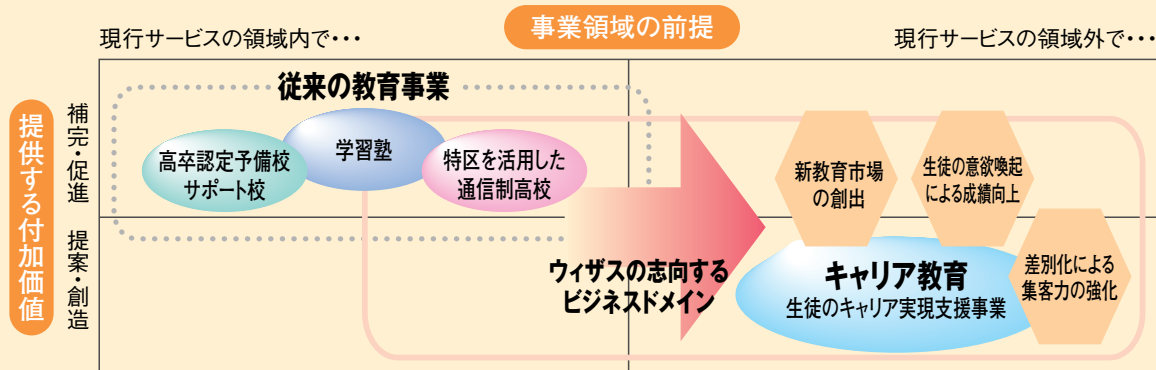 事業領域の前提
現行サービスの領域内で･･･
現行サービスの領域外で･･･
提供する付加価値
補完・促進
提案・創造
従来の教育事業
高卒認定予備校
サポート校
学習塾
特区を活用した
通信制高校
新教育市場
の創出
生徒の意欲喚起
による成績向上
差別化による
集客力の強化
ウィザスの志向する
ビジネスドメイン
キャリア教育
生徒のキャリア実現支援事業